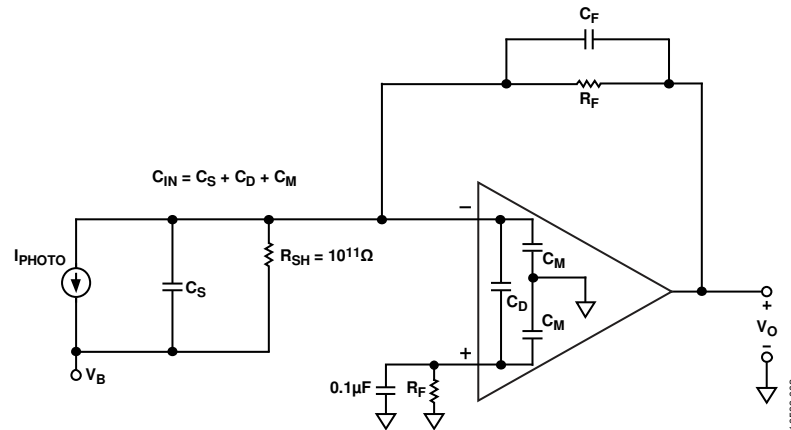 C_F
R_F
C_IN = C_S + C_D + C_M
−
I_PHOTO
R_SH = 10^11Ω
C_M
C_S
C_D
C_M
+
V_O
−
+
V_B
0.1µF
R_F